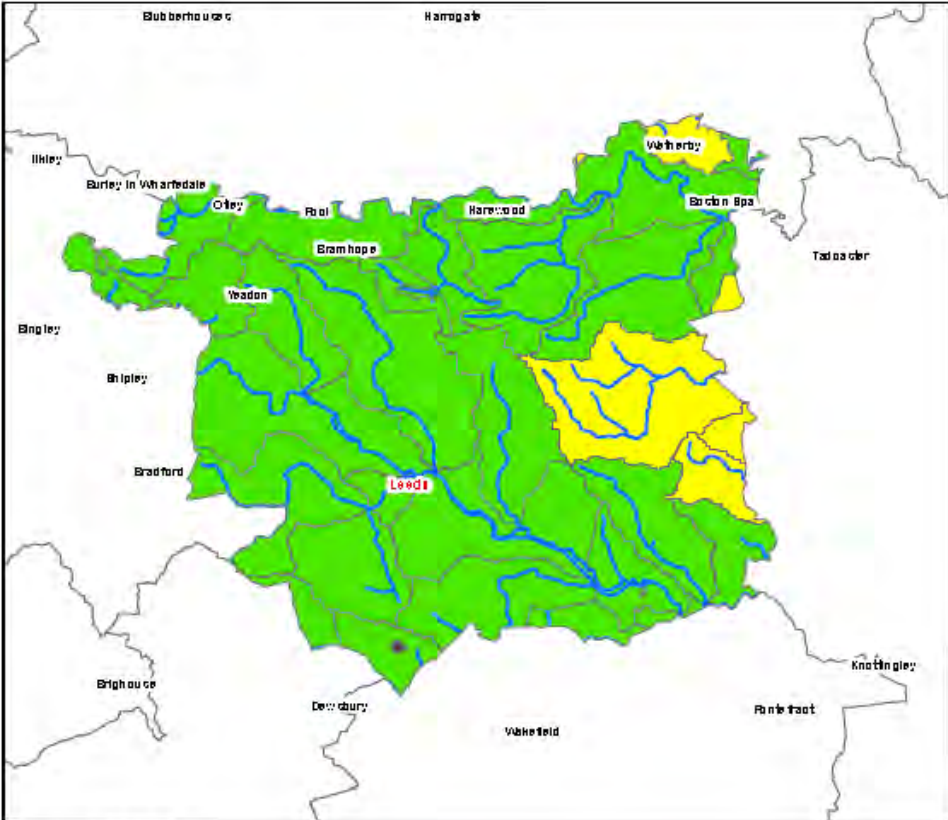 Blubberhouses
Harrogate
Wetherby
Ilkley
Burley in Wharfedale
Otley
Pool
Harewood
Boston Spa
Bramhope
Tadcaster
Yeadon
Bingley
Shipley
Bradford
Leeds
Knottingley
Brighouse
Dewsbury
Pontefract
Wakefield